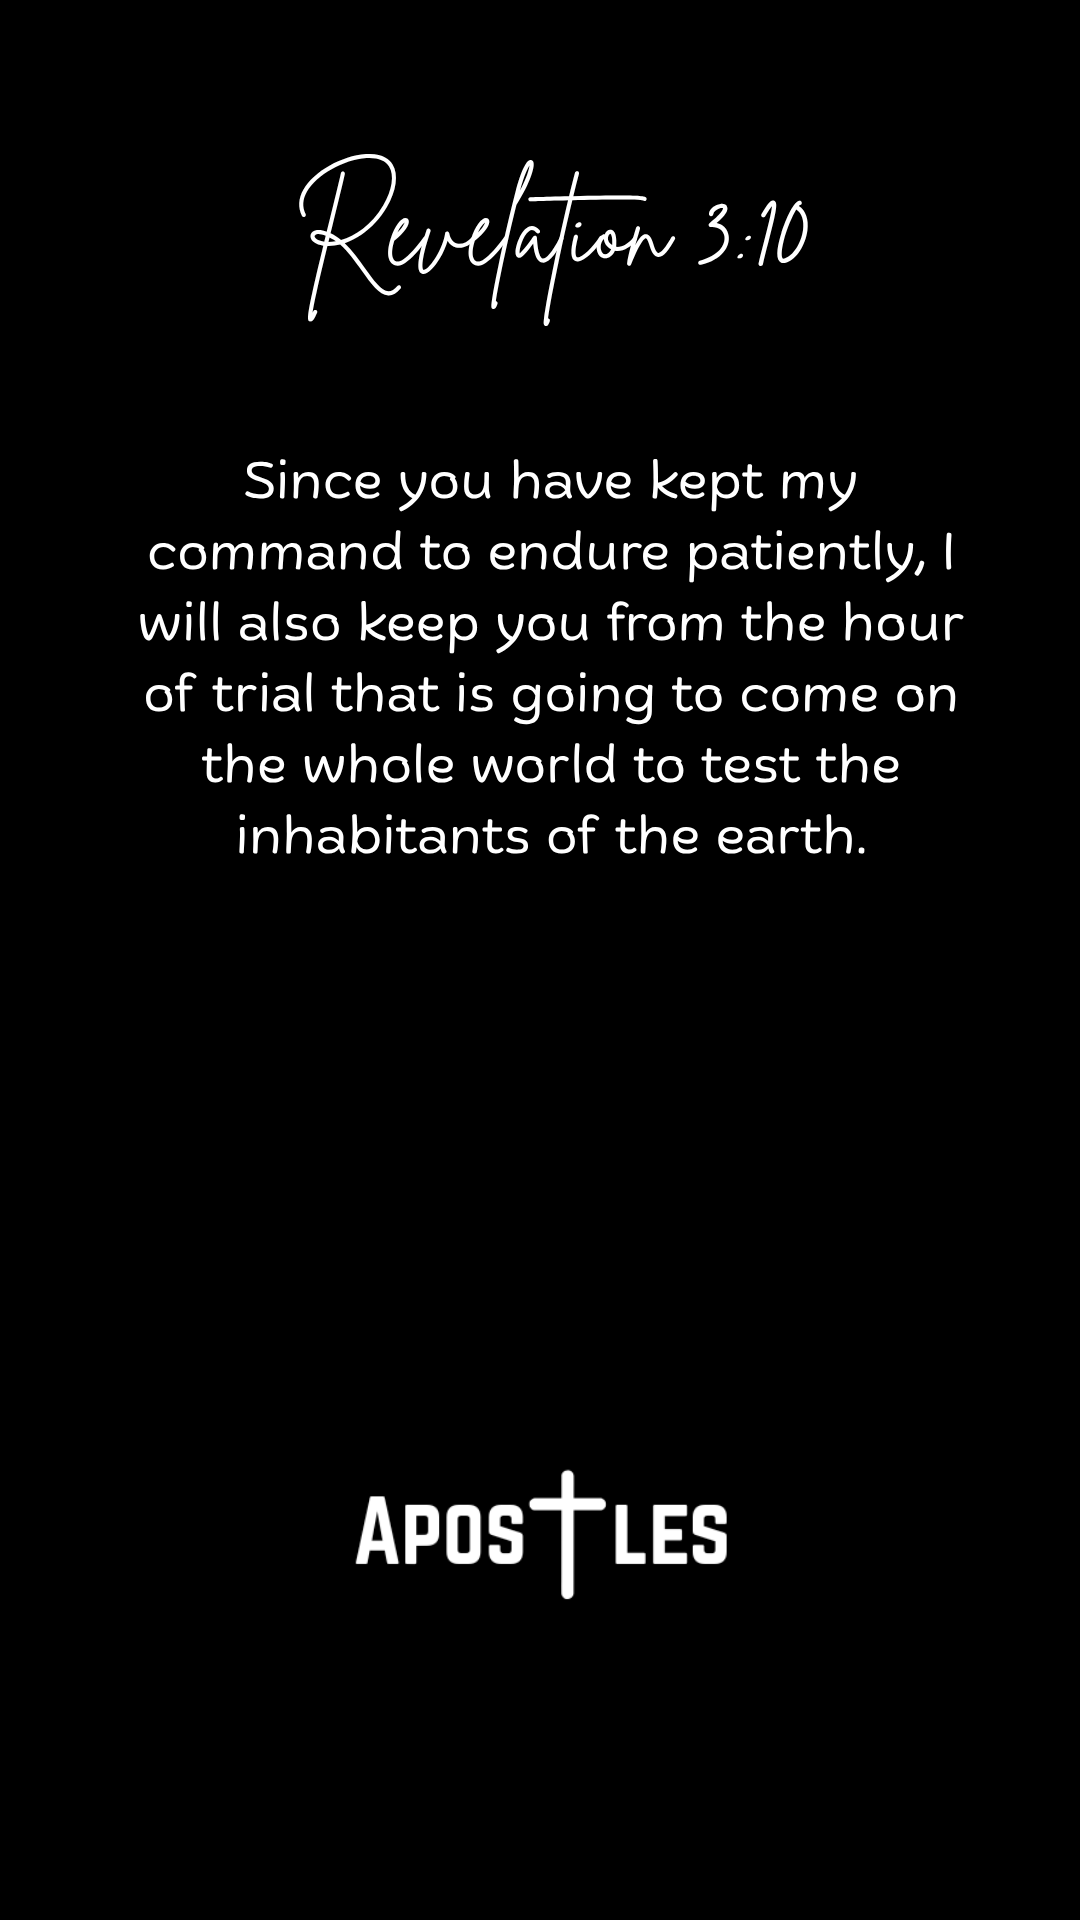 Revelation 3:10
Since you have kept my
command to endure patiently, I
will also keep you from the hour
of trial that is going to come on
the whole world to test the
inhabitants of the earth.
APOSTLES